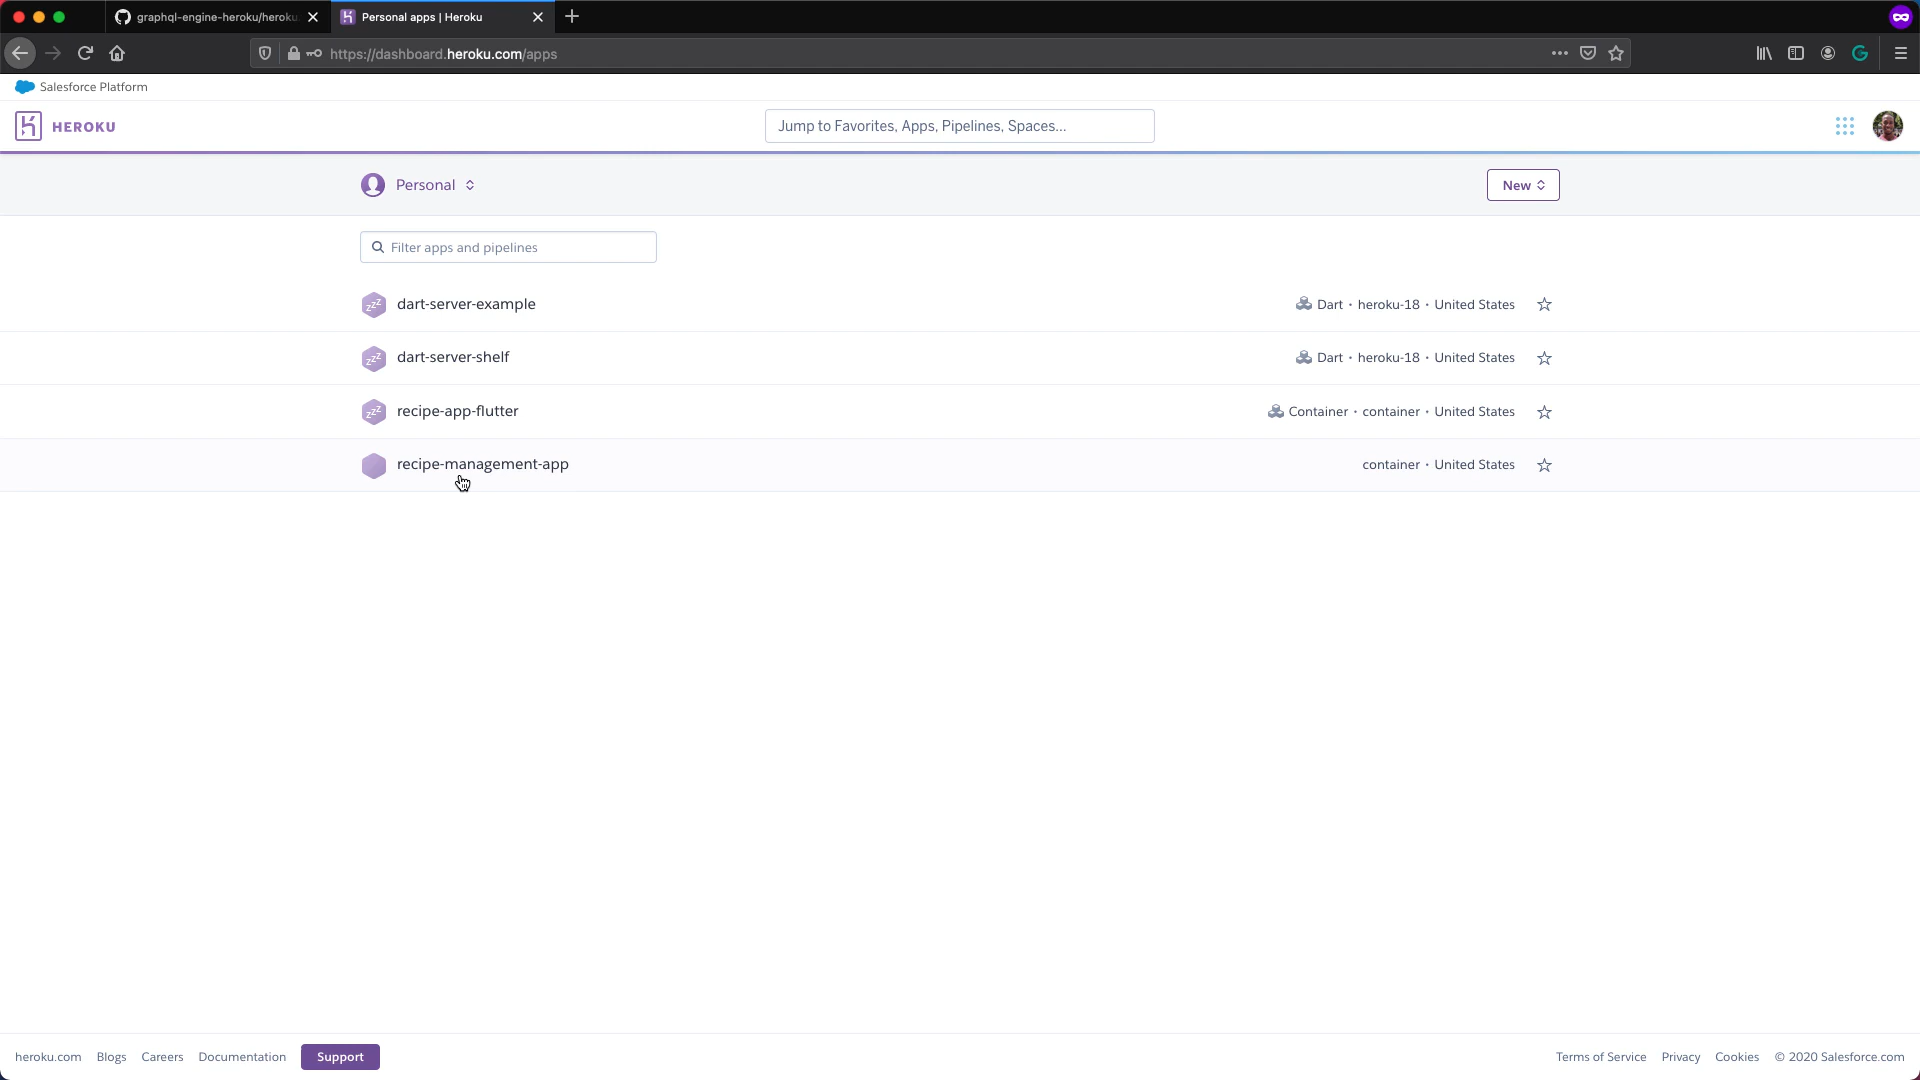 graphql-engine-heroku/heroku
Personal apps | Heroku
https://dashboard.heroku.com/apps
Salesforce Platform
HEROKU
Jump to Favorites, Apps, Pipelines, Spaces...
Personal
New
Filter apps and pipelines
dart-server-example
Dart · heroku-18 · United States
dart-server-shelf
Dart · heroku-18 · United States
recipe-app-flutter
Container · container · United States
recipe-management-app
container · United States
heroku.com Blogs Careers Documentation Support
Terms of Service Privacy Cookies © 2020 Salesforce.com